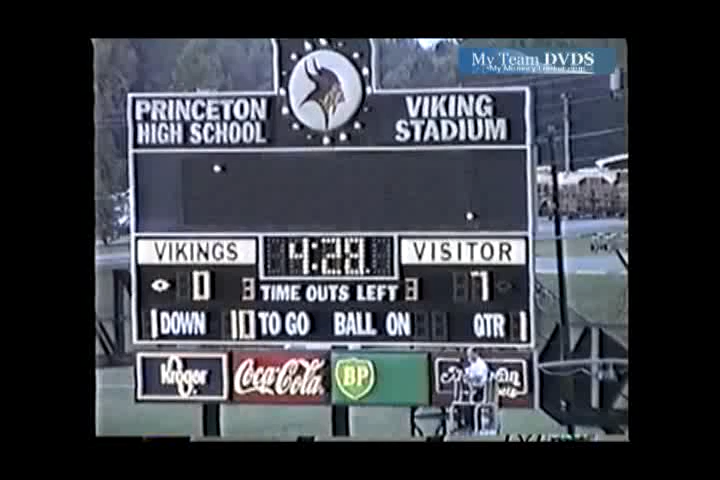 My Team DVDS
PRINCETON HIGH SCHOOL
VIKING STADIUM
4:28
VIKINGS
VISITOR
0 3 TIME OUTS LEFT 3 7
1 DOWN 10 TO GO BALL ON QTR 1
Kroger
Coca-Cola
BP